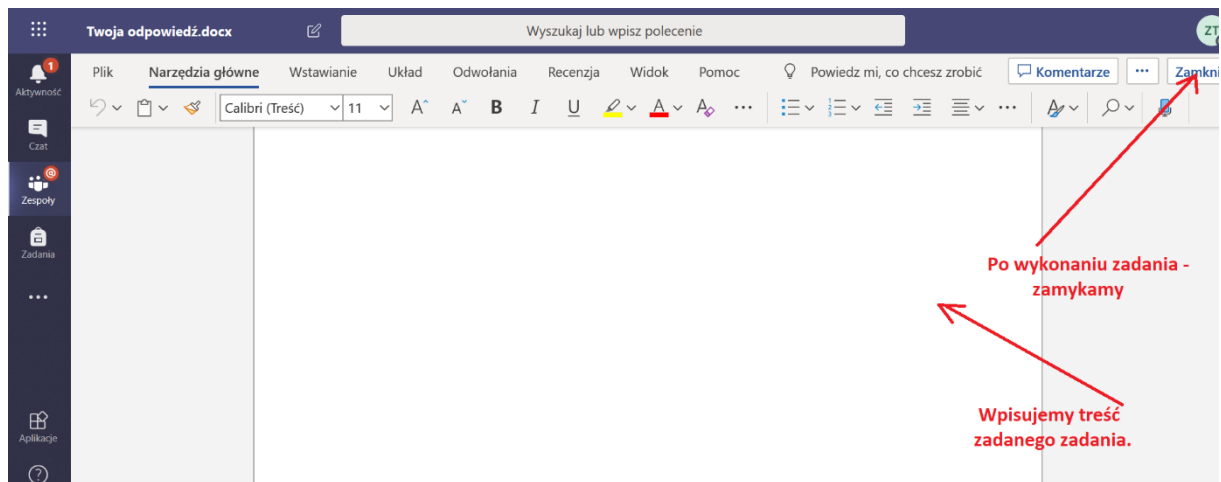 Twoja odpowiedź.docx
Wyszukaj lub wpisz polecenie
ZT
1
Aktywność
Plik Narzędzia główne Wstawianie Układ Odwołania Recenzja Widok Pomoc Powiedz mi, co chcesz zrobić Komentarze ... Zamkni
Calibri (Treść) 11 A A B I U A A ... A
Czat
@
Zespoły
Zadania
Po wykonaniu zadania -
zamykamy
Wpisujemy treść
zadanego zadania.
Aplikacje
?